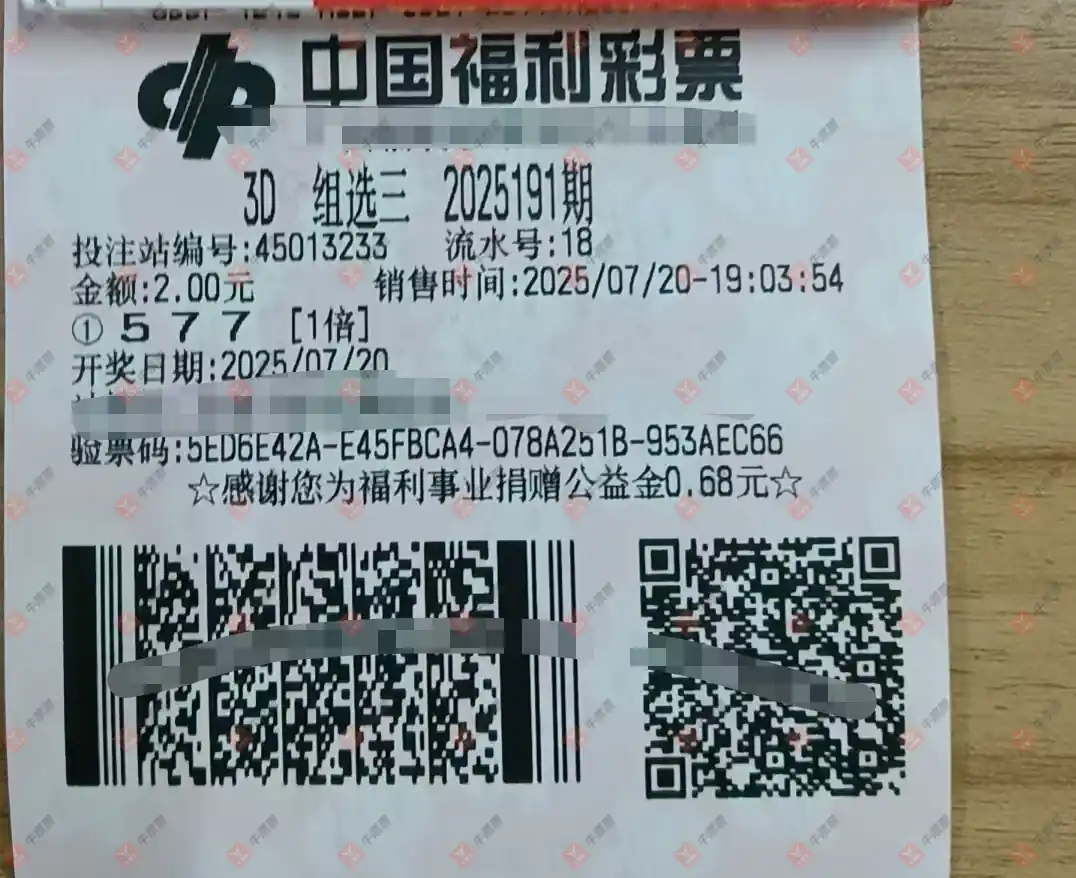 中国福利彩票
3D 组选三 2025191期
投注站编号:45013233 流水号:18
金额:2.00元 销售时间:2025/07/20-19:03:54
① 5 7 7 [1倍]
开奖日期:2025/07/20
验票码:5ED6E42A-E45FBCA4-078A251B-953AEC66
☆感谢您为福利事业捐赠公益金0.68元☆